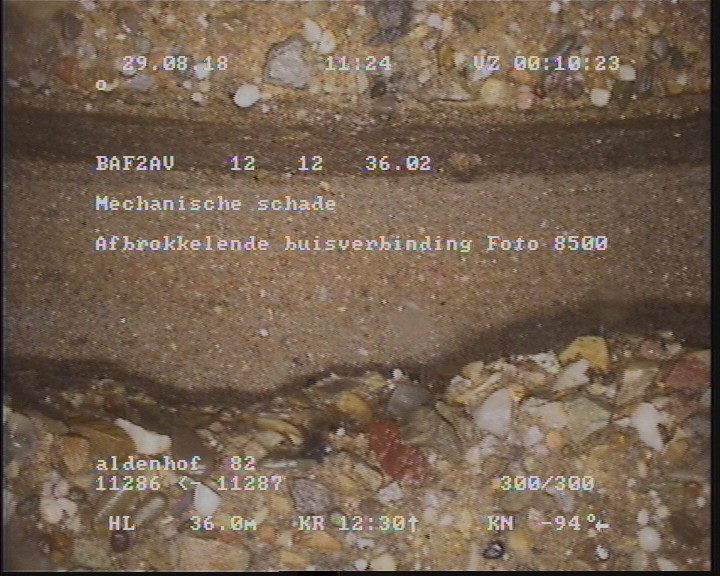 29.08.18 11:24 VZ 00:10:23
o
BAF2AV 12 12 36.02
Mechanische schade
Afbrokkelende buisverbinding Foto 8500
aldenhof 82
11286 <- 11287 300/300
HL 36.0m KR 12:30↑ KN -94°←